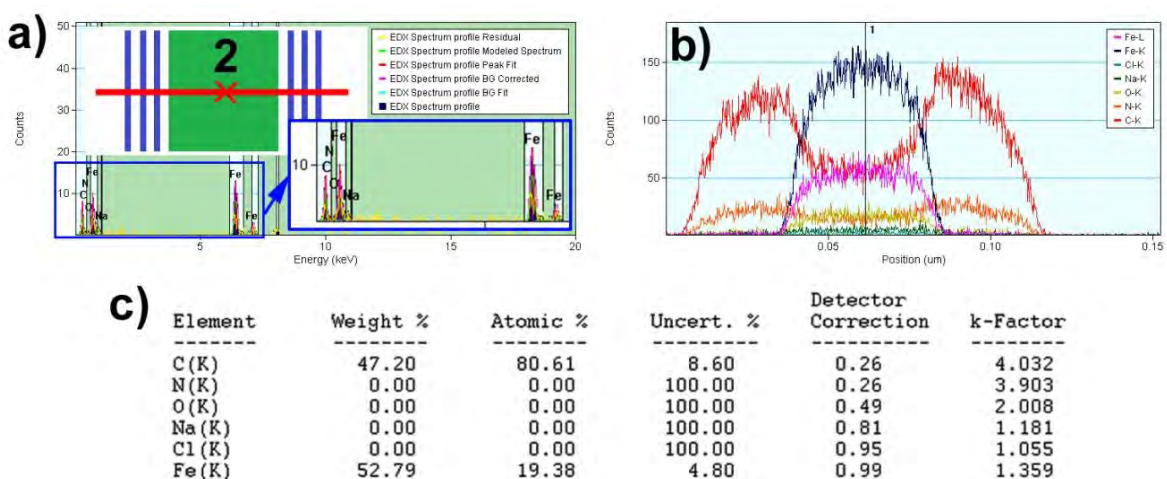 a)
50
40
30
20
10
Counts
2
EDX Spectrum profile Residual
EDX Spectrum profile Modeled Spectrum
EDX Spectrum profile Peak Fit
EDX Spectrum profile BG Corrected
EDX Spectrum profile BG Fit
EDX Spectrum profile
Fe
N
C
O
Na
Fe
Fe
10
Fe
N
C
O
Na
Fe
Fe
5
10
15
20
Energy (keV)
b)
150
100
50
Counts
1
Fe-L
Fe-K
Cl-K
Na-K
O-K
N-K
C-K
0.05
0.10
0.15
Position (um)
c)
Detector
Element Weight % Atomic % Uncert. % Correction k-Factor
------- -------- -------- --------- ---------- --------
C(K) 47.20 80.61 8.60 0.26 4.032
N(K) 0.00 0.00 100.00 0.26 3.903
O(K) 0.00 0.00 100.00 0.49 2.008
Na(K) 0.00 0.00 100.00 0.81 1.181
Cl(K) 0.00 0.00 100.00 0.95 1.055
Fe(K) 52.79 19.38 4.80 0.99 1.359